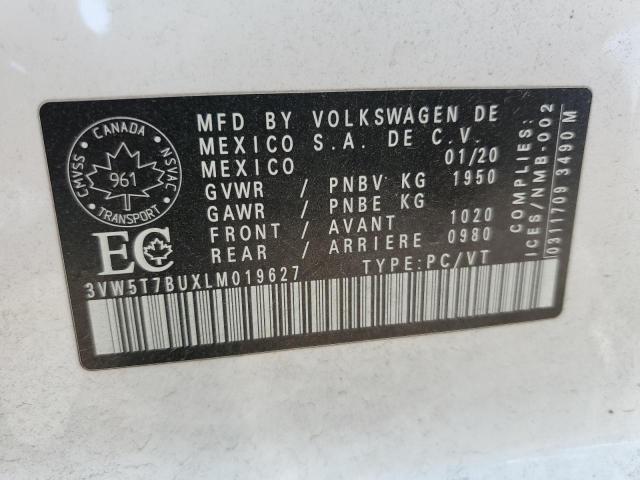 CANADA
CMVSS
NSVAC
961
TRANSPORT
EC
MFD BY VOLKSWAGEN DE
MEXICO S.A. DE C.V.
MEXICO 01/20
GVWR / PNBV KG 1950
GAWR / PNBE KG
FRONT / AVANT 1020
REAR / ARRIERE 0980
3VW5T7BUXLM019627 TYPE:PC/VT
COMPLIES:
ICES/NMB-002
0311709 3490 M